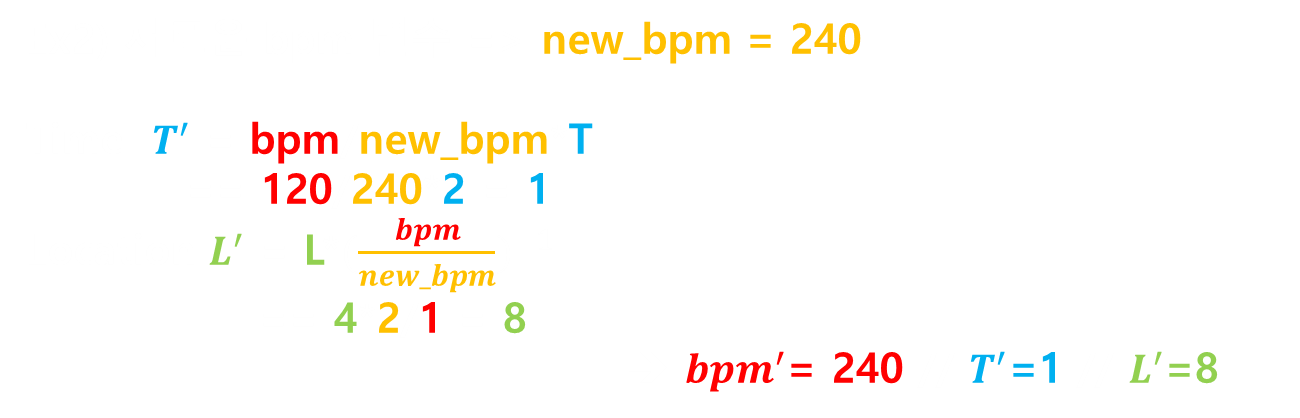 new_bpm = 240
T′ bpm new_bpm T
120 240 2 1
L′ L bpm/new_bpm
4 2 1 8
bpm′= 240 T′=1 L′=8